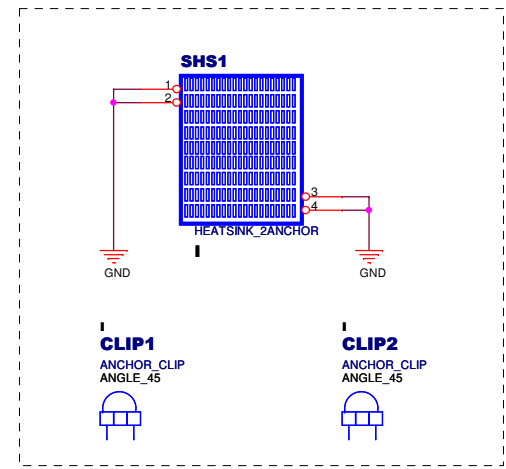 SHS1
1
2
3
4
HEATSINK_2ANCHOR
GND
GND
CLIP1
ANCHOR_CLIP
ANGLE_45
CLIP2
ANCHOR_CLIP
ANGLE_45